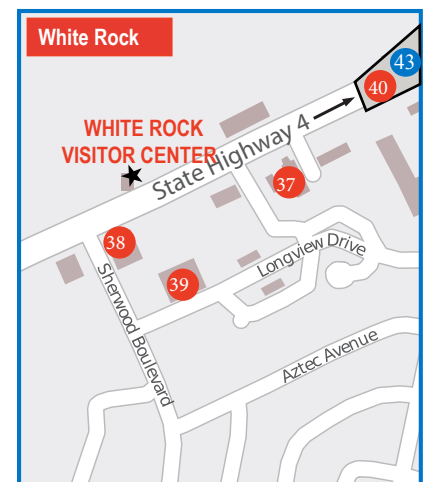 White Rock
43
40
WHITE ROCK
VISITOR CENTER
State Highway 4
37
38
Longview Drive
39
Sherwood Boulevard
Aztec Avenue